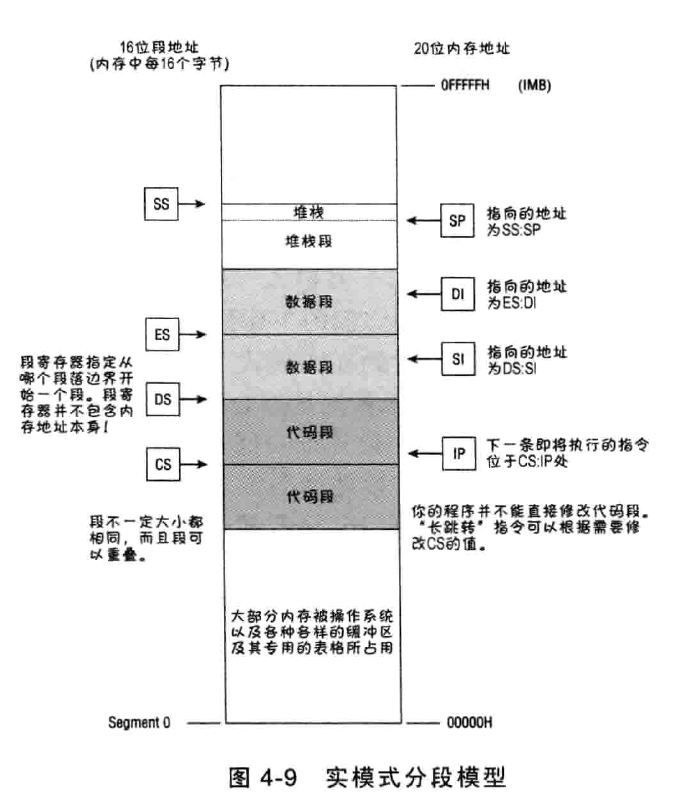 16位段地址
(内存中每16个字节)
20位内存地址
0FFFFFH (IMB)
SS
堆栈
堆栈段
SP
指向的地址
为SS:SP
数据段
DI
指向的地址
为ES:DI
ES
数据段
SI
指向的地址
为DS:SI
段寄存器指定从
哪个段落边界开
始一个段。段寄
存器并不包含内
存地址本身!
DS
代码段
IP
下一条即将执行的指令
位于CS:IP处
CS
代码段
段不一定大小都
相同，而且段可
以重叠。
你的程序并不能直接修改代码段。
“长跳转”指令可以根据需要修
改CS的值。
大部分内存被操作系统
以及各种各样的缓冲区
及其专用的表格所占用
Segment 0
00000H
图 4-9 实模式分段模型